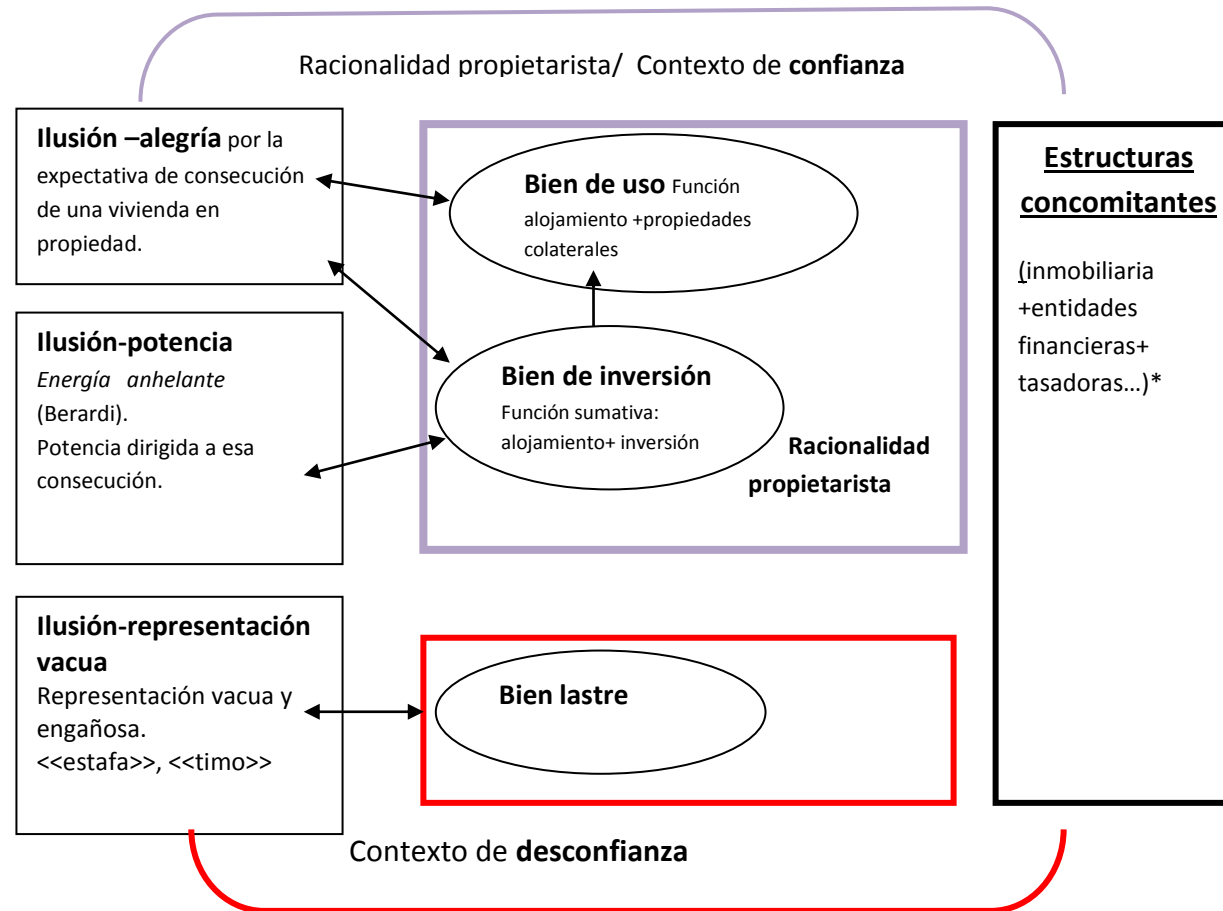 Racionalidad propietarista/ Contexto de confianza
Ilusión –alegría por la
expectativa de consecución
de una vivienda en
propiedad.
Bien de uso Función
alojamiento +propiedades
colaterales
Estructuras
concomitantes
(inmobiliaria
+entidades
financieras+
tasadoras…)*
Ilusión-potencia
Energía anhelante
(Berardi).
Potencia dirigida a esa
consecución.
Bien de inversión
Función sumativa:
alojamiento+ inversión
Racionalidad
propietarista
Ilusión-representación
vacua
Representación vacua y
engañosa.
<<estafa>>, <<timo>>
Bien lastre
Contexto de desconfianza